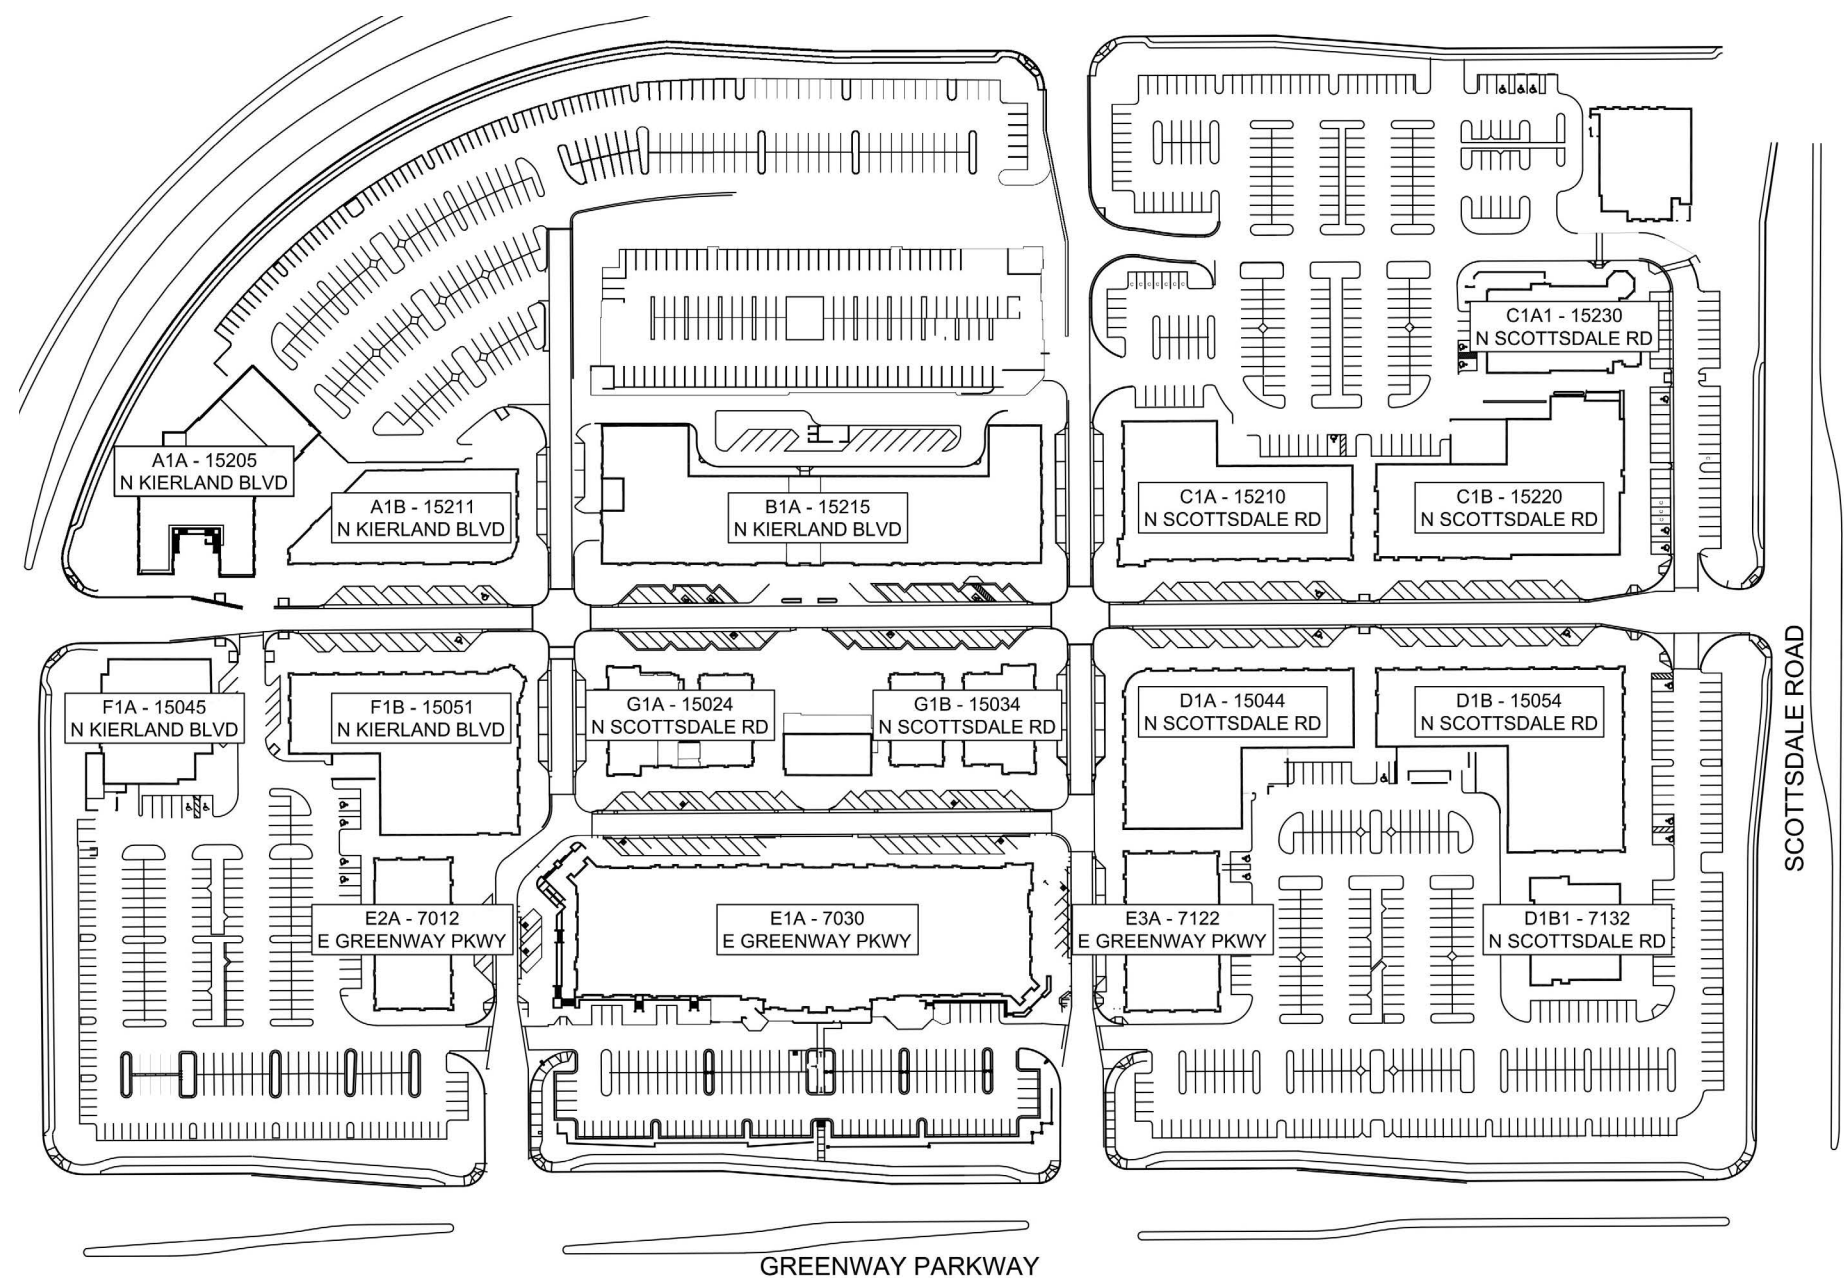 C1A1 - 15230
N SCOTTSDALE RD
A1A - 15205
N KIERLAND BLVD
A1B - 15211
N KIERLAND BLVD
B1A - 15215
N KIERLAND BLVD
C1A - 15210
N SCOTTSDALE RD
C1B - 15220
N SCOTTSDALE RD
F1A - 15045
N KIERLAND BLVD
F1B - 15051
N KIERLAND BLVD
G1A - 15024
N SCOTTSDALE RD
G1B - 15034
N SCOTTSDALE RD
D1A - 15044
N SCOTTSDALE RD
D1B - 15054
N SCOTTSDALE RD
SCOTTSDALE ROAD
E2A - 7012
E GREENWAY PKWY
E1A - 7030
E GREENWAY PKWY
E3A - 7122
E GREENWAY PKWY
D1B1 - 7132
N SCOTTSDALE RD
GREENWAY PARKWAY